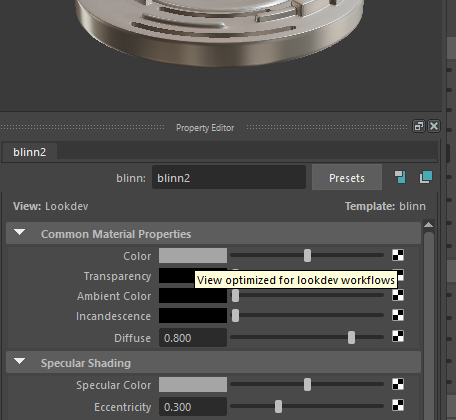 Property Editor
blinn2
blinn: blinn2 Presets
View: Lookdev Template: blinn
Common Material Properties
Color
Transparency
View optimized for lookdev workflows
Ambient Color
Incandescence
Diffuse 0.800
Specular Shading
Specular Color
Eccentricity 0.300